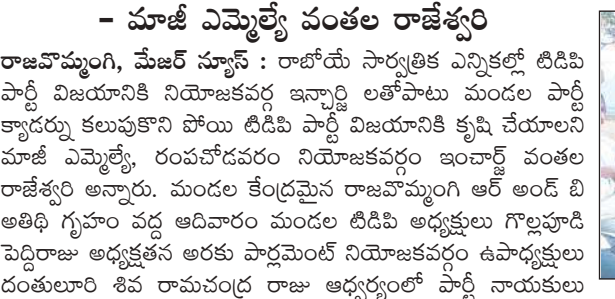 - మాజీ ఎమ్మెల్యే వంతల రాజేశ్వరి
రాజవొమ్మంగి, మేజర్ న్యూస్ : రాబోయే సార్వత్రిక ఎన్నికల్లో టిడిపి
పార్టీ విజయానికి నియోజకవర్గ ఇన్చార్జి లతోపాటు మండల పార్టీ
క్యాడర్ను కలుపుకొని పోయి టిడిపి పార్టీ విజయానికి కృషి చేయాలని
మాజీ ఎమ్మెల్యే, రంపచోడవరం నియోజకవర్గం ఇంచార్జ్ వంతల
రాజేశ్వరి అన్నారు. మండల కేంద్రమైన రాజవొమ్మంగి ఆర్ అండ్ బి
అతిథి గృహం వద్ద ఆదివారం మండల టిడిపి అధ్యక్షులు గొల్లపూడి
పెద్దిరాజు అధ్యక్షతన అరకు పార్లమెంట్ నియోజకవర్గం ఉపాధ్యక్షులు
దంతులూరి శివ రామచంద్ర రాజు ఆధ్వర్యంలో పార్టీ నాయకులు